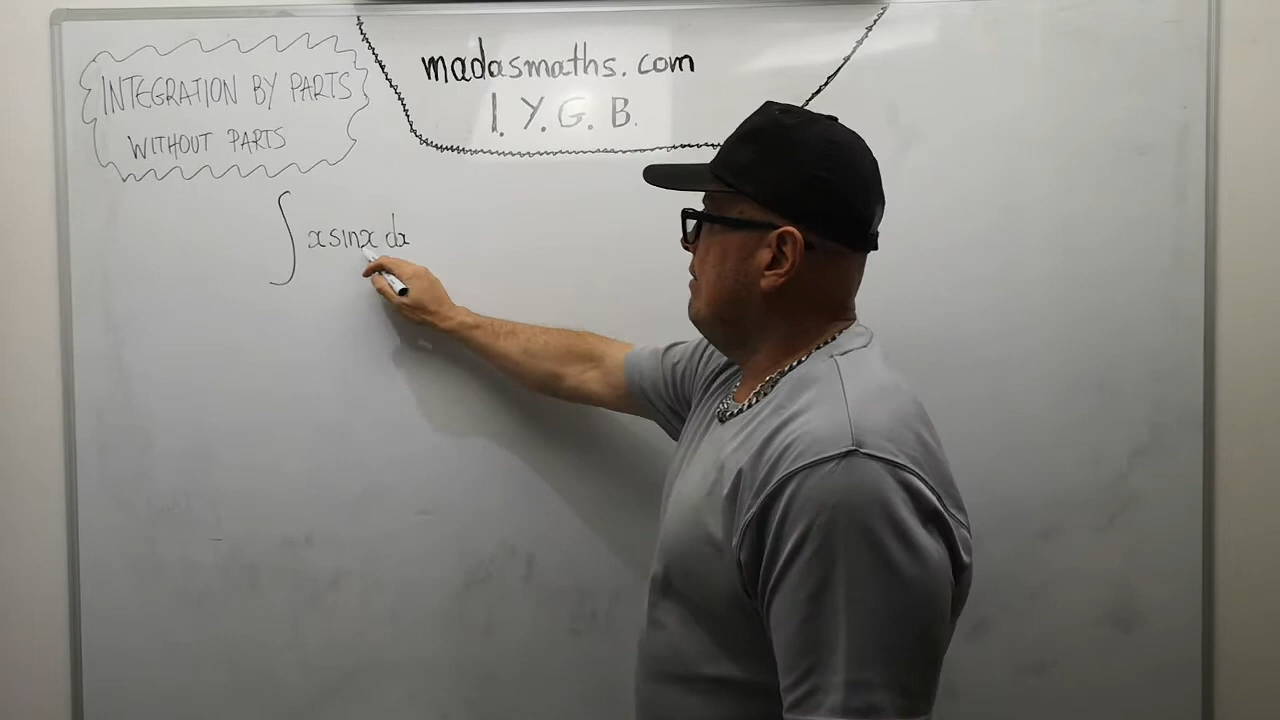 INTEGRATION BY PARTS
WITHOUT PARTS
madasmaths.com
I. Y. G. B.
∫ x sinx dx